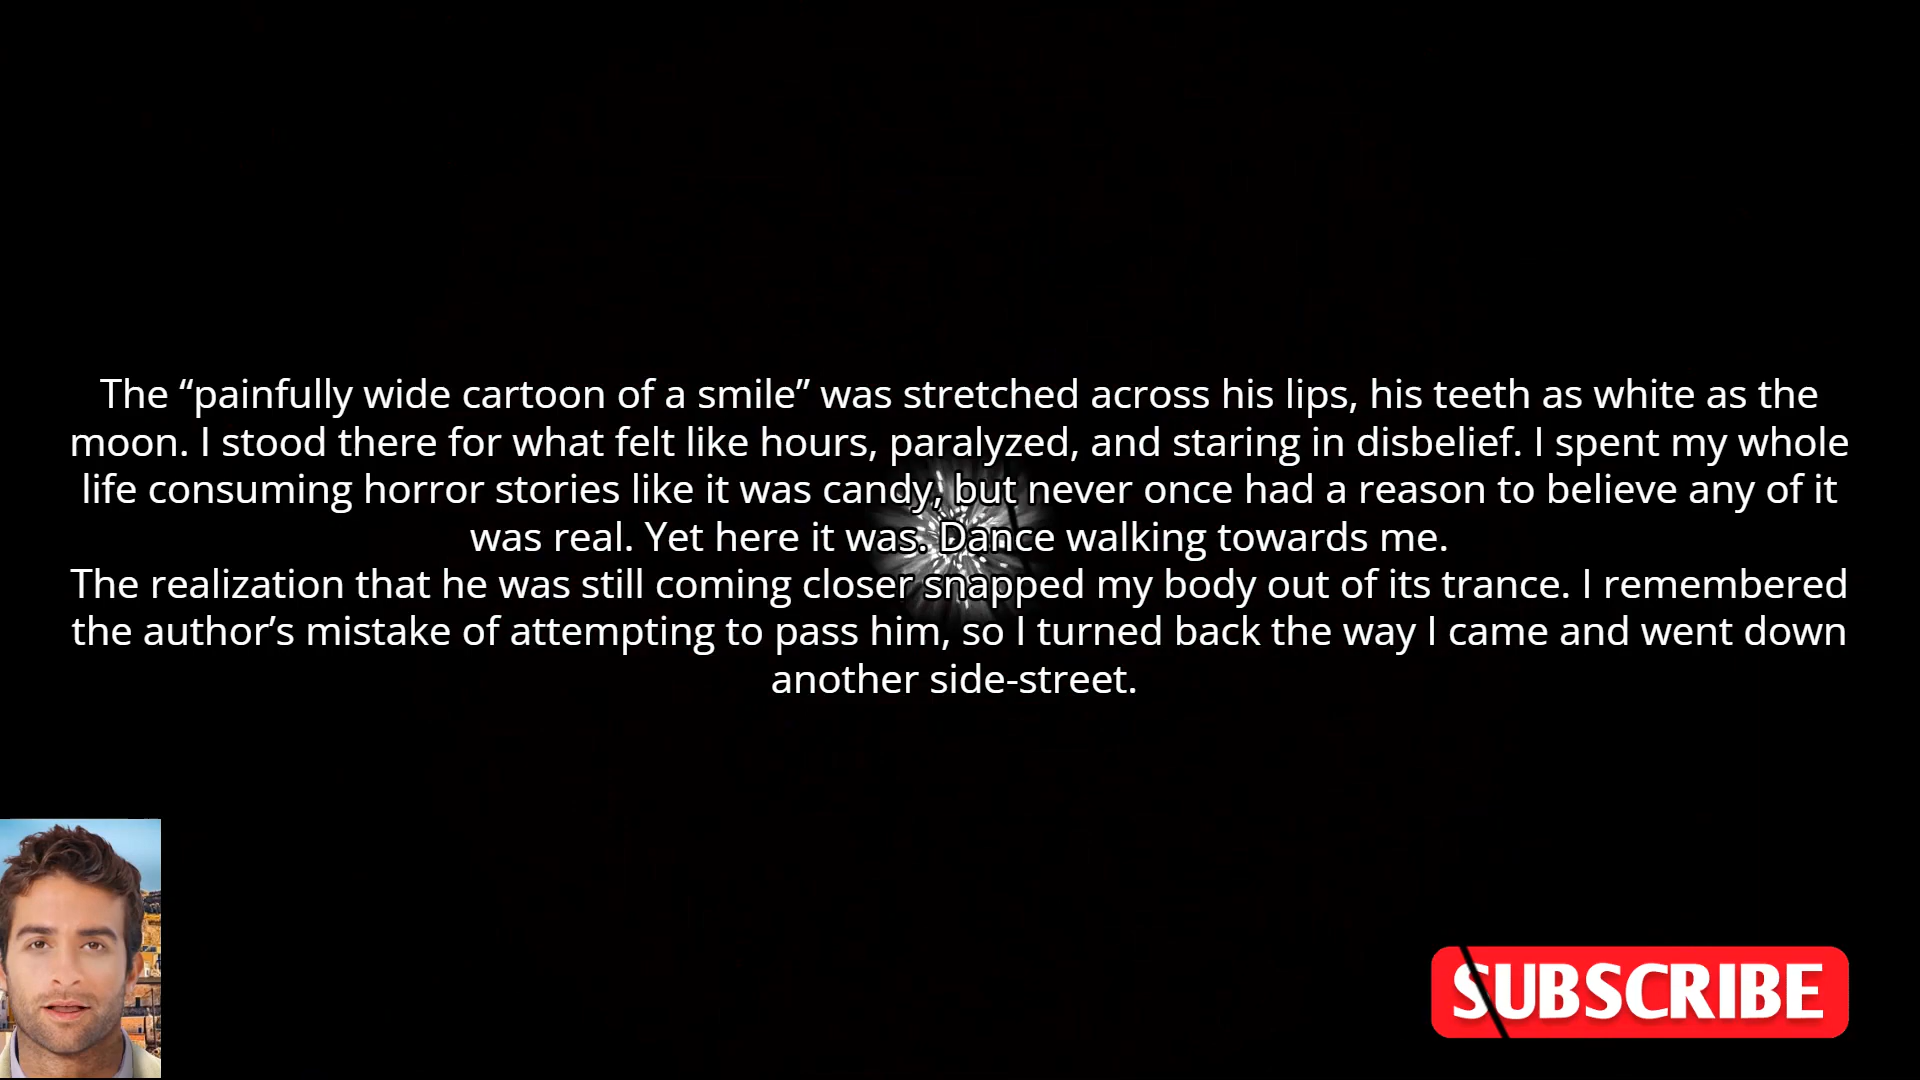 The “painfully wide cartoon of a smile” was stretched across his lips, his teeth as white as the
moon. I stood there for what felt like hours, paralyzed, and staring in disbelief. I spent my whole
life consuming horror stories like it was candy, but never once had a reason to believe any of it
was real. Yet here it was. Dance walking towards me.
The realization that he was still coming closer snapped my body out of its trance. I remembered
the author’s mistake of attempting to pass him, so I turned back the way I came and went down
another side-street.
SUBSCRIBE